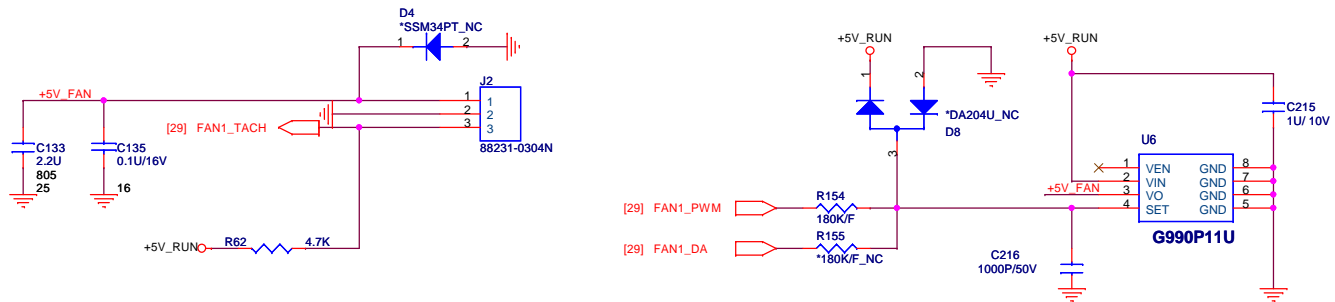 D4
*SSM34PT_NC
1
2
+5V_FAN
J2
1
2
3
1
2
3
88231-0304N
[29] FAN1_TACH
C133
2.2U
805
25
C135
0.1U/16V
16
+5V_RUN
R62
4.7K
+5V_RUN
1
2
*DA204U_NC
D8
3
+5V_RUN
C215
1U/ 10V
U6
1
2
3
4
VEN
VIN
VO
SET
GND
GND
GND
GND
8
7
6
5
+5V_FAN
G990P11U
[29] FAN1_PWM
R154
180K/F
[29] FAN1_DA
R155
*180K/F_NC
C216
1000P/50V